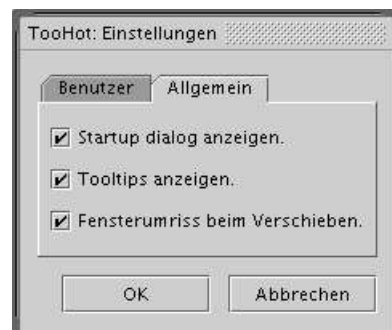 TooHot: Einstellungen
Benutzer Allgemein
Startup dialog anzeigen.
Tooltips anzeigen.
Fensterumriss beim Verschieben.
OK Abbrechen